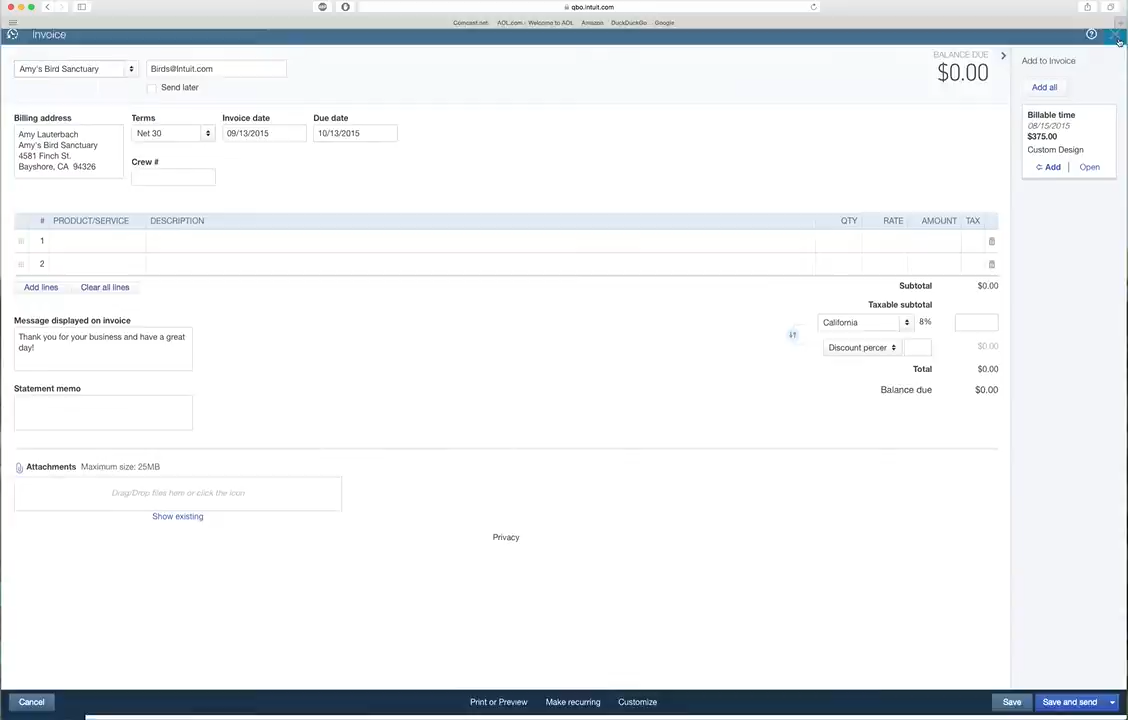 qbo.intuit.com
Comcast.net AOL.com - Welcome to AOL Amazon DuckDuckGo Google
Invoice
Amy's Bird Sanctuary
Birds@Intuit.com
Send later
BALANCE DUE
$0.00
Billing address
Amy Lauterbach
Amy's Bird Sanctuary
4581 Finch St.
Bayshore, CA 94326
Terms
Net 30
Invoice date
09/13/2015
Due date
10/13/2015
Crew #
# PRODUCT/SERVICE DESCRIPTION QTY RATE AMOUNT TAX
1
2
Add lines Clear all lines
Subtotal $0.00
Taxable subtotal
California 8%
Discount percer $0.00
Total $0.00
Balance due $0.00
Message displayed on invoice
Thank you for your business and have a great
day!
Statement memo
Attachments Maximum size: 25MB
Drag/Drop files here or click the icon
Show existing
Privacy
Add to Invoice
Add all
Billable time
08/15/2015
$375.00
Custom Design
Add | Open
Cancel Print or Preview Make recurring Customize Save Save and send